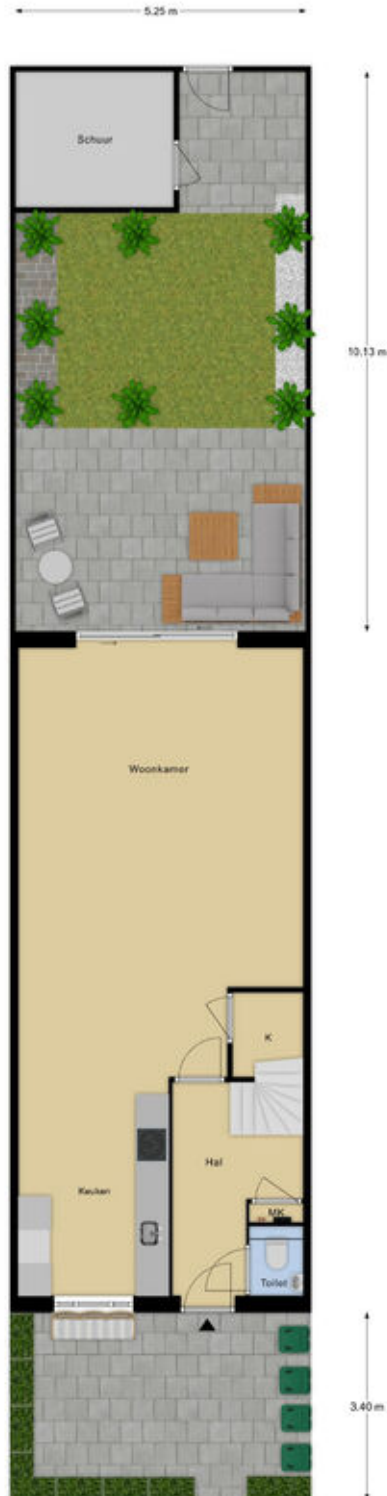 5.25 m
Schuur
10.13 m
Woonkamer
K
Hal
Keuken
MK
Toilet
3.40 m